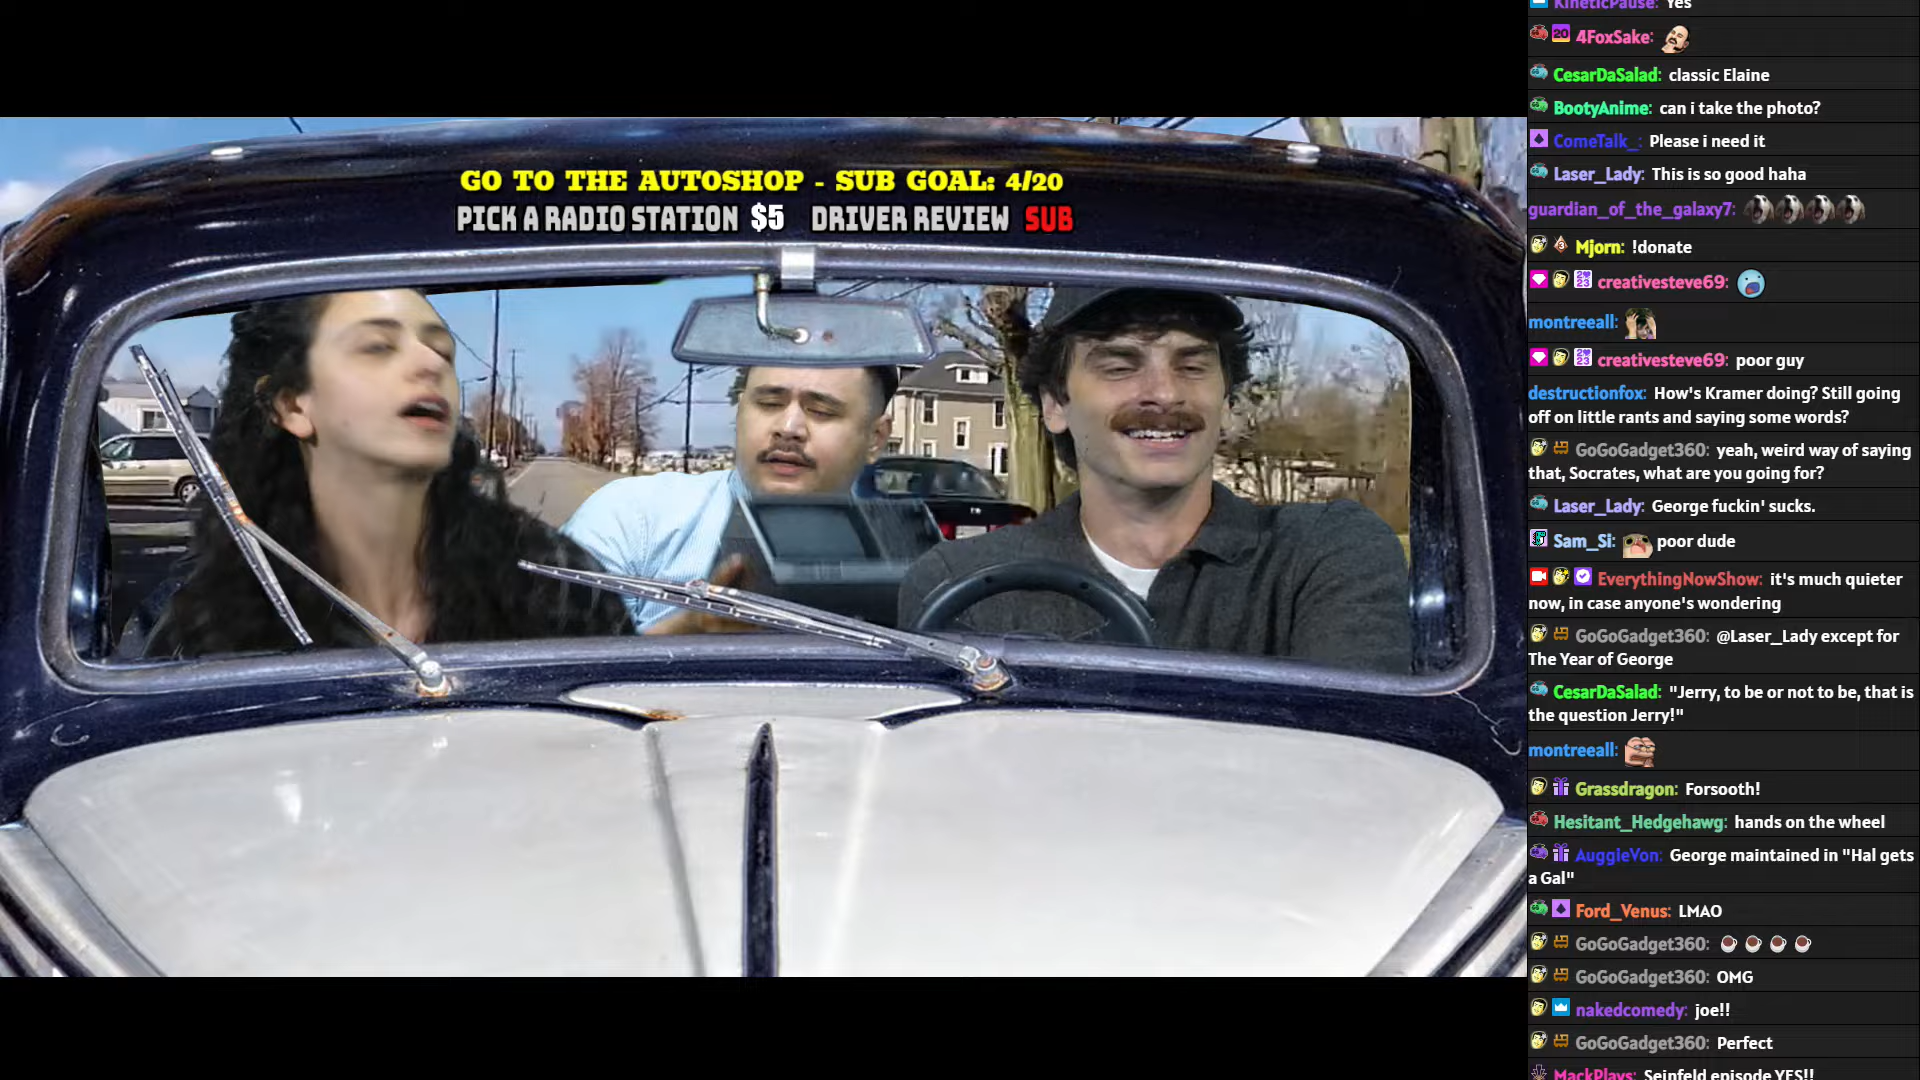 GO TO THE AUTOSHOP - SUB GOAL: 4/20
PICK A RADIO STATION $5 DRIVER REVIEW SUB
KineticPause: Yes
20 4FoxSake:
CesarDaSalad: classic Elaine
BootyAnime: can i take the photo?
ComeTalk_: Please i need it
Laser_Lady: This is so good haha
guardian_of_the_galaxy7:
3 Mjorn: !donate
creativesteve69:
montreeall:
creativesteve69: poor guy
destructionfox: How's Kramer doing? Still going
off on little rants and saying some words?
GoGoGadget360: yeah, weird way of saying
that, Socrates, what are you going for?
Laser_Lady: George fuckin' sucks.
Sam_Si: poor dude
EverythingNowShow: it's much quieter
now, in case anyone's wondering
GoGoGadget360: @Laser_Lady except for
The Year of George
CesarDaSalad: "Jerry, to be or not to be, that is
the question Jerry!"
montreeall:
Grassdragon: Forsooth!
Hesitant_Hedgehawg: hands on the wheel
AuggieVon: George maintained in "Hal gets
a Gal"
Ford_Venus: LMAO
GoGoGadget360:
GoGoGadget360: OMG
nakedcomedy: joe!!
GoGoGadget360: Perfect
MackPlays: Seinfeld episode YES!!